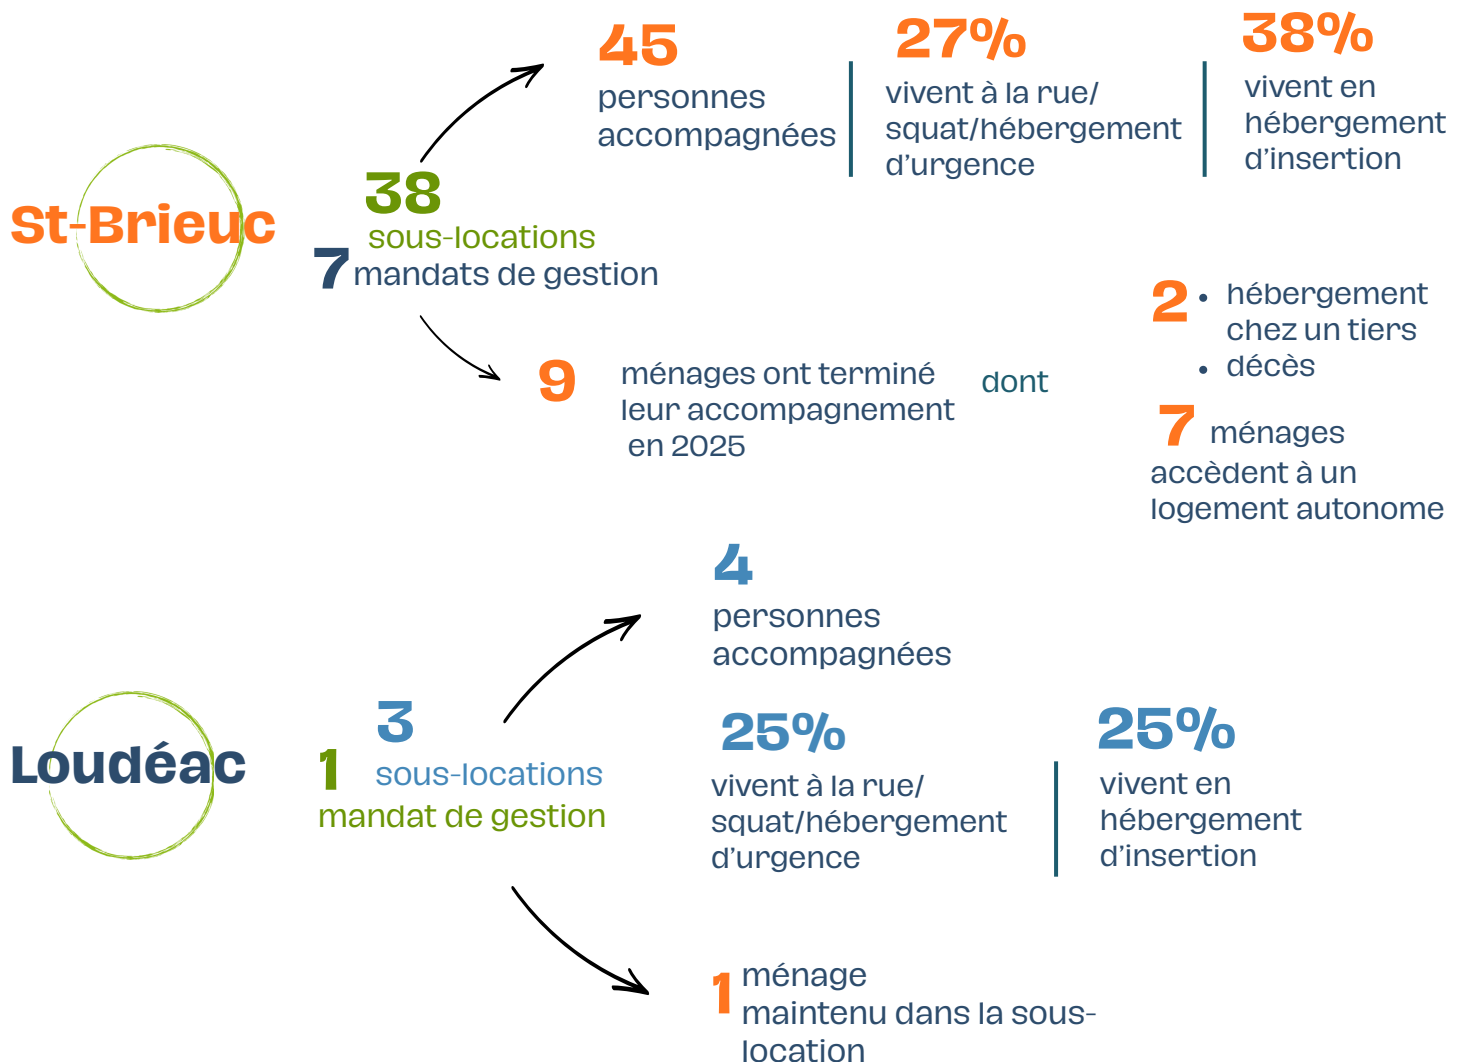 St-Brieuc
38
sous-locations
7 mandats de gestion
45
personnes
accompagnées
27%
vivent à la rue/
squat/hébergement
d'urgence
38%
vivent en
hébergement
d'insertion
9
ménages ont terminé
leur accompagnement
en 2025
dont
2
• hébergement
chez un tiers
• décès
7 ménages
accèdent à un
logement autonome
Loudéac
3
sous-locations
1
mandat de gestion
4
personnes
accompagnées
25%
vivent à la rue/
squat/hébergement
d'urgence
25%
vivent en
hébergement
d'insertion
1 ménage
maintenu dans la sous-
location